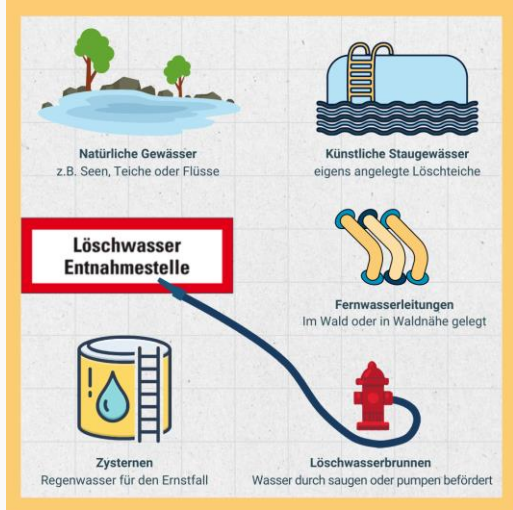 Natürliche Gewässer
z.B. Seen, Teiche oder Flüsse
Künstliche Staugewässer
eigens angelegte Löschteiche
Löschwasser
Entnahmestelle
Fernwasserleitungen
Im Wald oder in Waldnähe gelegt
Zysternen
Regenwasser für den Ernstfall
Löschwasserbrunnen
Wasser durch saugen oder pumpen befördert